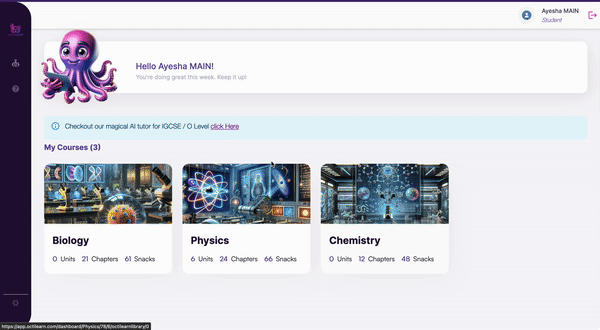 Ayesha MAIN
Student
Hello Ayesha MAIN!
You're doing great this week. Keep it up!
Checkout our magical AI tutor for IGCSE / O Level click Here
My Courses (3)
Biology
0 Units 21 Chapters 61 Snacks
Physics
6 Units 24 Chapters 66 Snacks
Chemistry
0 Units 12 Chapters 48 Snacks
https://app.octilearn.com/dashboard/Physics/78/6/octilearnlibrary/0